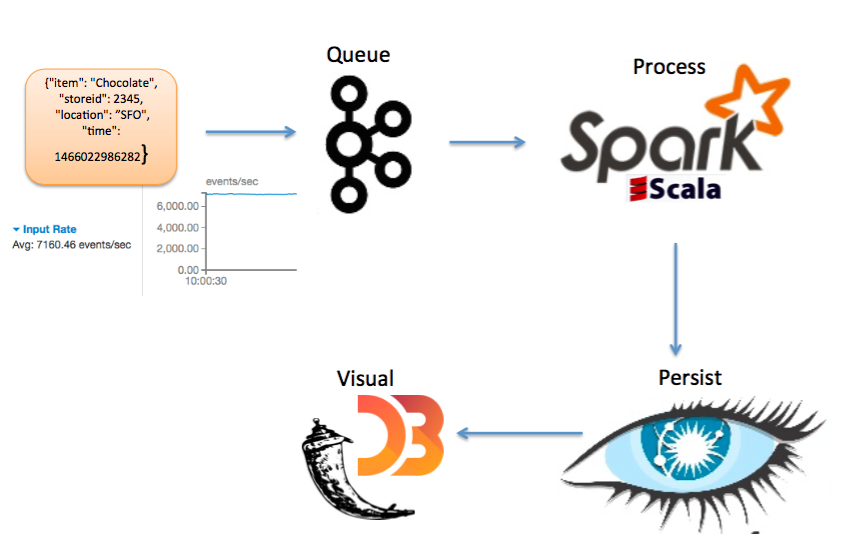 Queue
Process
{"item": "Chocolate",
"storeid": 2345,
"location": ”SFO",
"time":
1466022986282}
Spark
Scala
events/sec
6,000.00
4,000.00
2,000.00
0.00
10:00:30
Input Rate
Avg: 7160.46 events/sec
Visual
Persist
D3